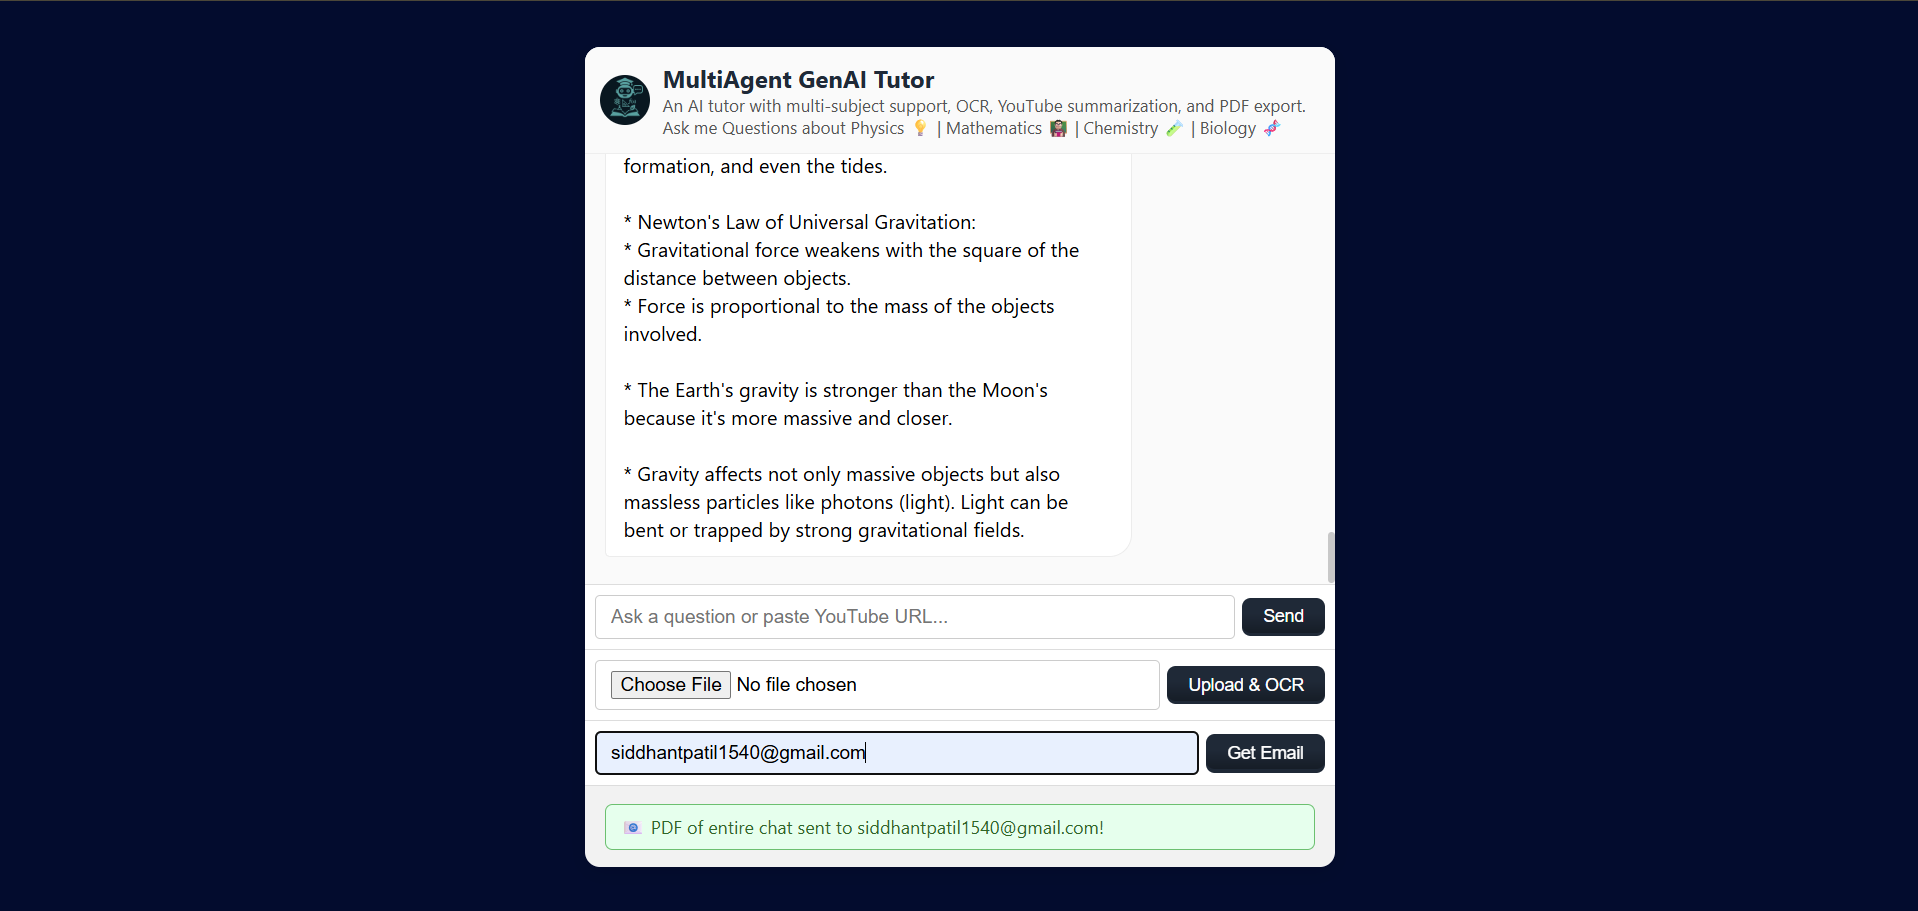 MultiAgent GenAI Tutor
An AI tutor with multi-subject support, OCR, YouTube summarization, and PDF export.
Ask me Questions about Physics 💡 | Mathematics 👩‍🏫 | Chemistry 🧪 | Biology 🧬
formation, and even the tides.
* Newton's Law of Universal Gravitation:
* Gravitational force weakens with the square of the
distance between objects.
* Force is proportional to the mass of the objects
involved.
* The Earth's gravity is stronger than the Moon's
because it's more massive and closer.
* Gravity affects not only massive objects but also
massless particles like photons (light). Light can be
bent or trapped by strong gravitational fields.
Ask a question or paste YouTube URL...
Send
Choose File No file chosen
Upload & OCR
siddhantpatil1540@gmail.com
Get Email
📧 PDF of entire chat sent to siddhantpatil1540@gmail.com!